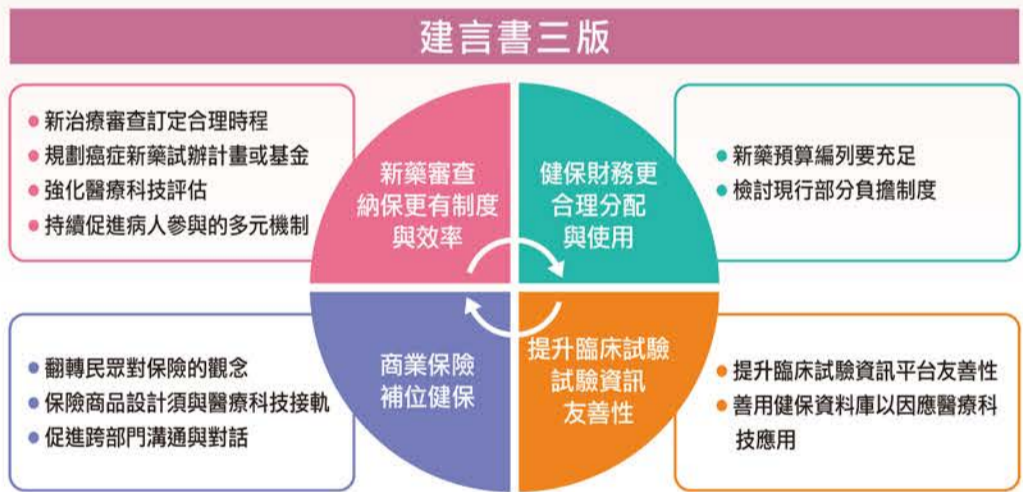 建言書三版
新治療審查訂定合理時程
規劃癌症新藥試辦計畫或基金
強化醫療科技評估
持續促進病人參與的多元機制
新藥審查
納保更有制度
與效率
健保財務更
合理分配
與使用
新藥預算編列要充足
檢討現行部分負擔制度
翻轉民眾對保險的觀念
保險商品設計須與醫療科技接軌
促進跨部門溝通與對話
商業保險
補位健保
提升臨床試驗
試驗資訊
友善性
提升臨床試驗資訊平台友善性
善用健保資料庫以因應醫療科
技應用